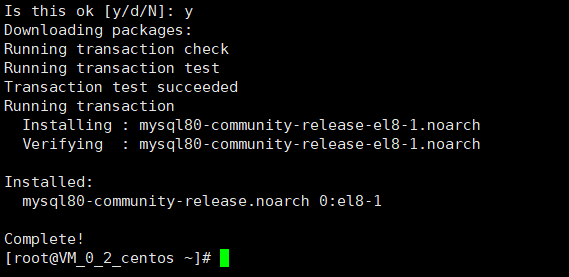 Is this ok [y/d/N]: y
Downloading packages:
Running transaction check
Running transaction test
Transaction test succeeded
Running transaction
  Installing : mysql80-community-release-el8-1.noarch
  Verifying  : mysql80-community-release-el8-1.noarch

Installed:
  mysql80-community-release.noarch 0:el8-1

Complete!
[root@VM_0_2_centos ~]#